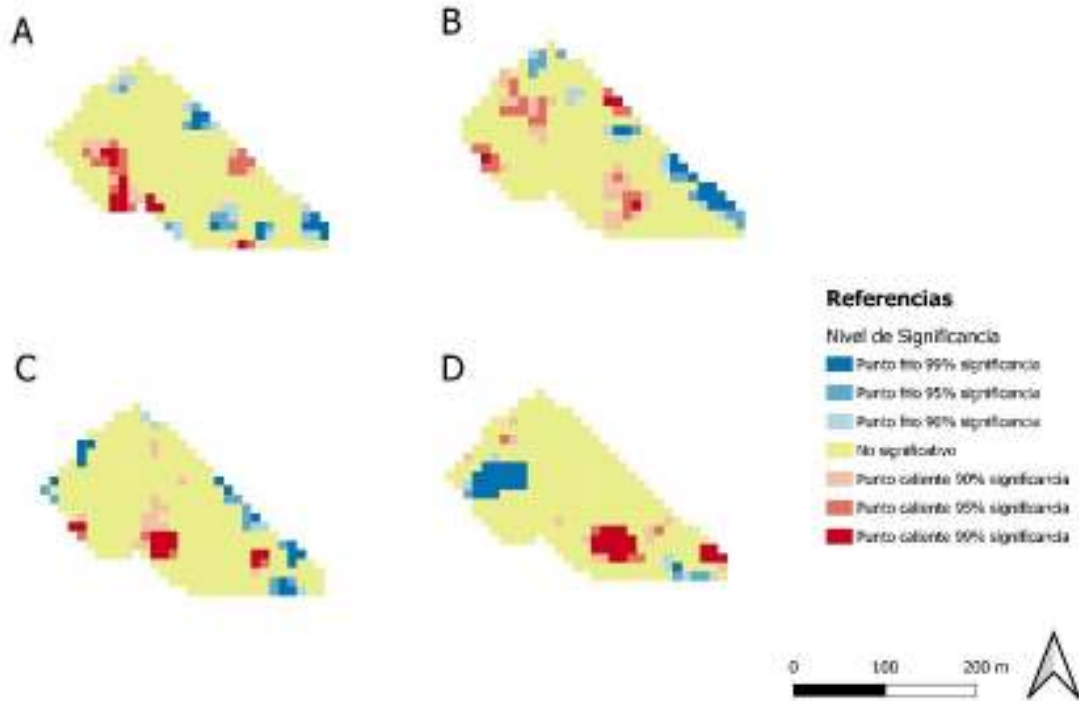 A
B
C
D
Referencias
Nivel de Significancia
Punto frío 99% significancia
Punto frío 95% significancia
Punto frío 90% significancia
No significativo
Punto caliente 90% significancia
Punto caliente 95% significancia
Punto caliente 99% significancia
0 100 200 m